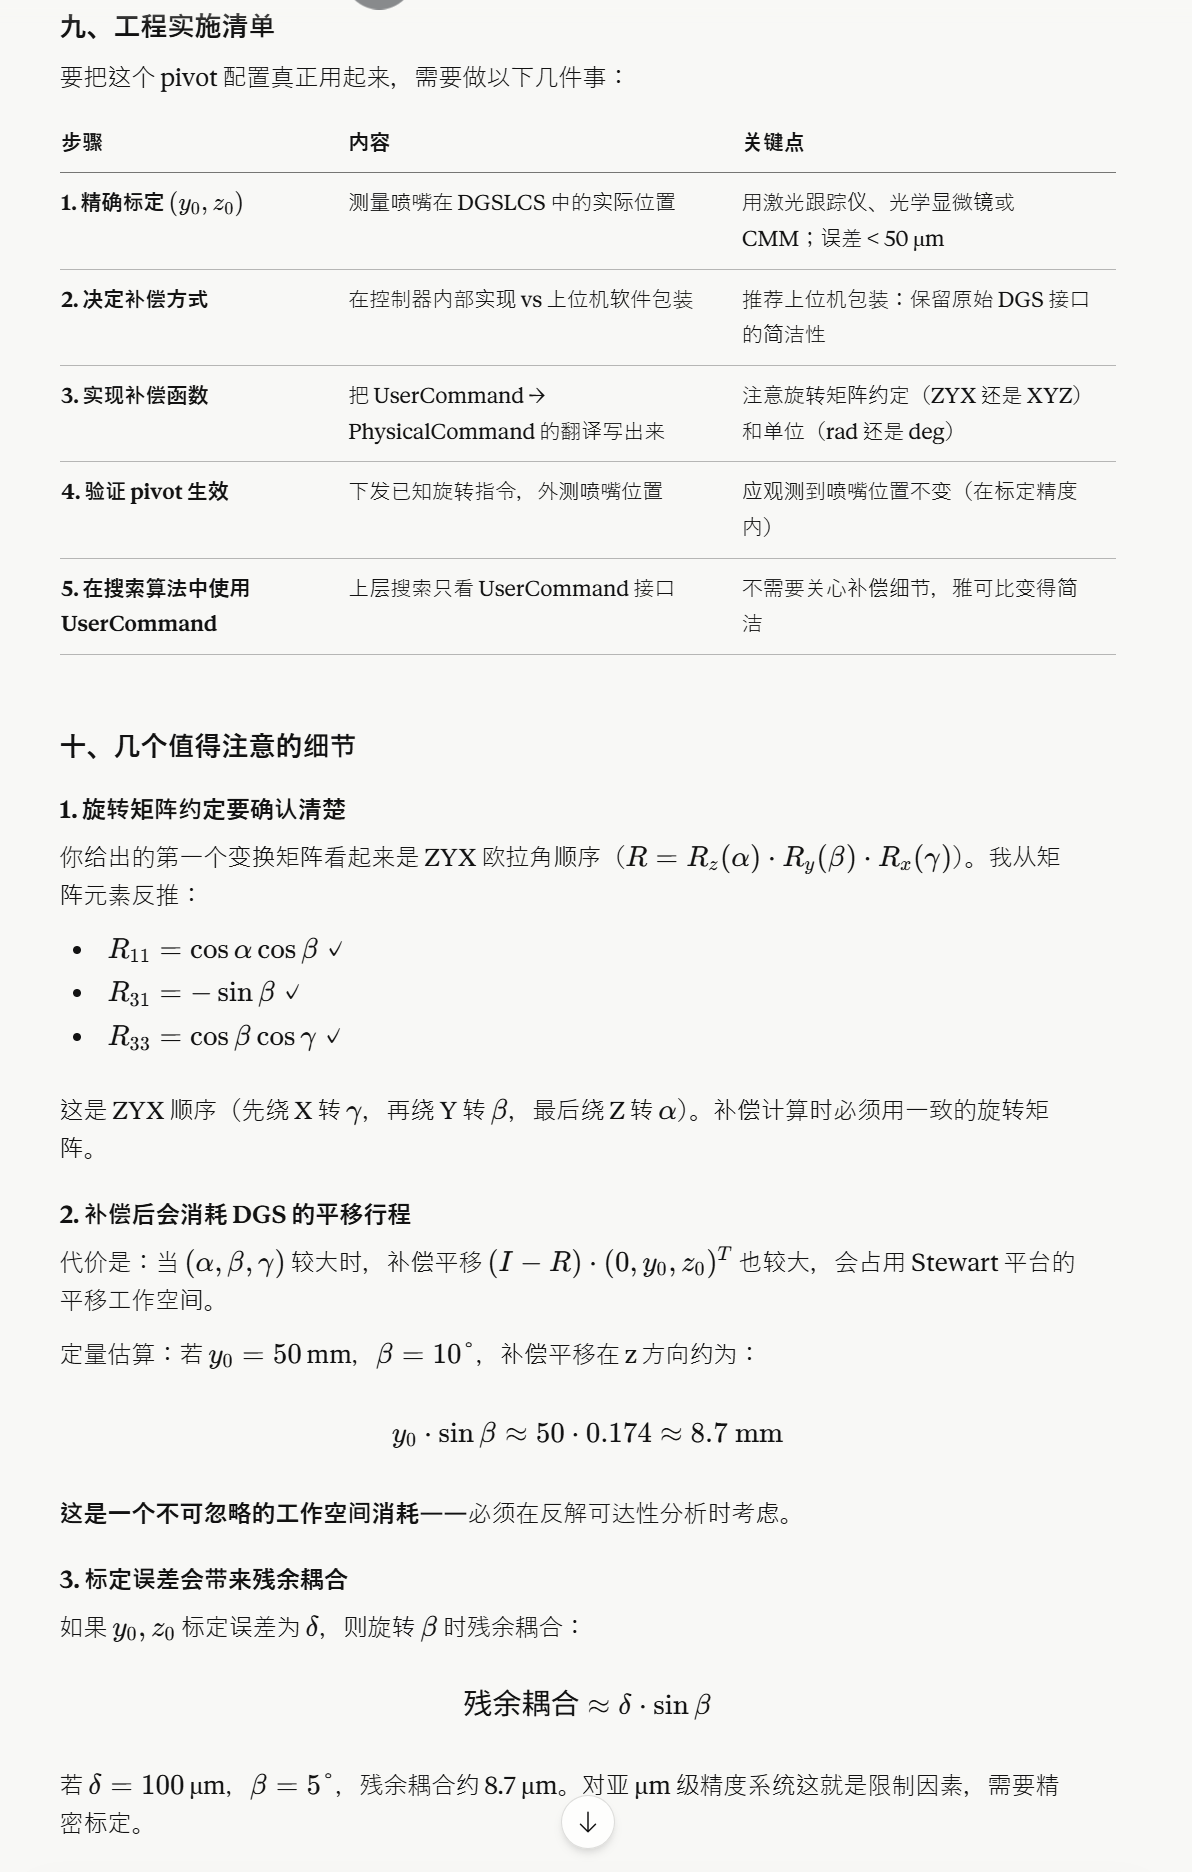 九、工程实施清单
要把这个 pivot 配置真正用起来，需要做以下几件事：
步骤 内容 关键点
1. 精确标定 (y₀, z₀) 测量喷嘴在 DGSLCS 中的实际位置 用激光跟踪仪、光学显微镜或
CMM；误差 < 50 μm
2. 决定补偿方式 在控制器内部实现 vs 上位机软件包装 推荐上位机包装：保留原始 DGS 接口
的简洁性
3. 实现补偿函数 把 UserCommand → 注意旋转矩阵约定（ZYX 还是 XYZ）
PhysicalCommand 的翻译写出来 和单位（rad 还是 deg）
4. 验证 pivot 生效 下发已知旋转指令，外测喷嘴位置 应观测到喷嘴位置不变（在标定精度
内）
5. 在搜索算法中使用 上层搜索只看 UserCommand 接口 不需要关心补偿细节，雅可比变得简
UserCommand 洁
十、几个值得注意的细节
1. 旋转矩阵约定要确认清楚
你给出的第一个变换矩阵看起来是 ZYX 欧拉角顺序（R = R_z(α) · R_y(β) · R_x(γ)）。我从矩
阵元素反推：
• R₁₁ = cos α cos β ✓
• R₃₁ = − sin β ✓
• R₃₃ = cos β cos γ ✓
这是 ZYX 顺序（先绕 X 转 γ，再绕 Y 转 β，最后绕 Z 转 α）。补偿计算时必须用一致的旋转矩
阵。
2. 补偿后会消耗 DGS 的平移行程
代价是：当 (α, β, γ) 较大时，补偿平移 (I − R) · (0, y₀, z₀)ᵀ 也较大，会占用 Stewart 平台的
平移工作空间。
定量估算：若 y₀ = 50 mm，β = 10°，补偿平移在 z 方向约为：
y₀ · sin β ≈ 50 · 0.174 ≈ 8.7 mm
这是一个不可忽略的工作空间消耗——必须在反解可达性分析时考虑。
3. 标定误差会带来残余耦合
如果 y₀, z₀ 标定误差为 δ，则旋转 β 时残余耦合：
残余耦合 ≈ δ · sin β
若 δ = 100 μm，β = 5°，残余耦合约 8.7 μm。对亚 μm 级精度系统这就是限制因素，需要精
密标定。